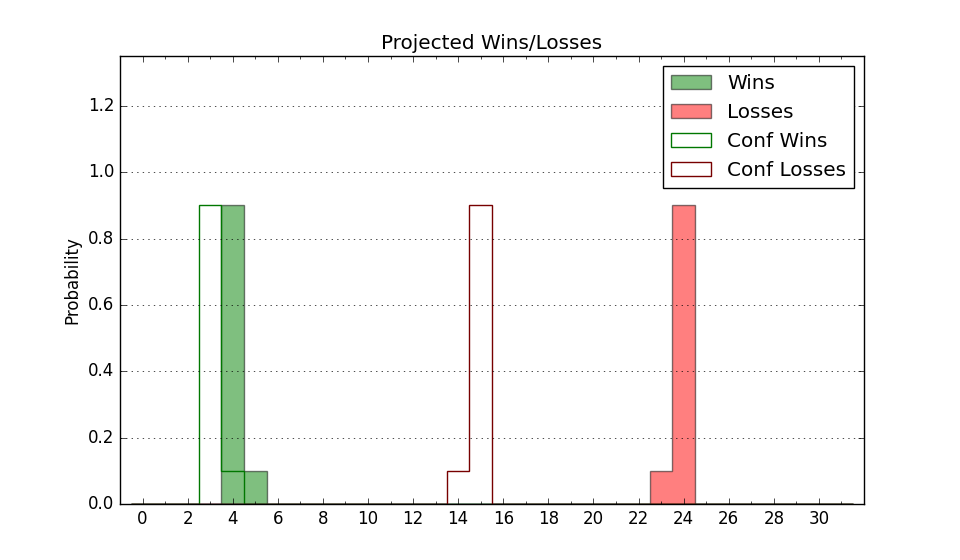 Projected Wins/Losses
Wins
Losses
Conf Wins
Conf Losses
Probability
1.2
1.0
0.8
0.6
0.4
0.2
0.0
0 2 4 6 8 10 12 14 16 18 20 22 24 26 28 30